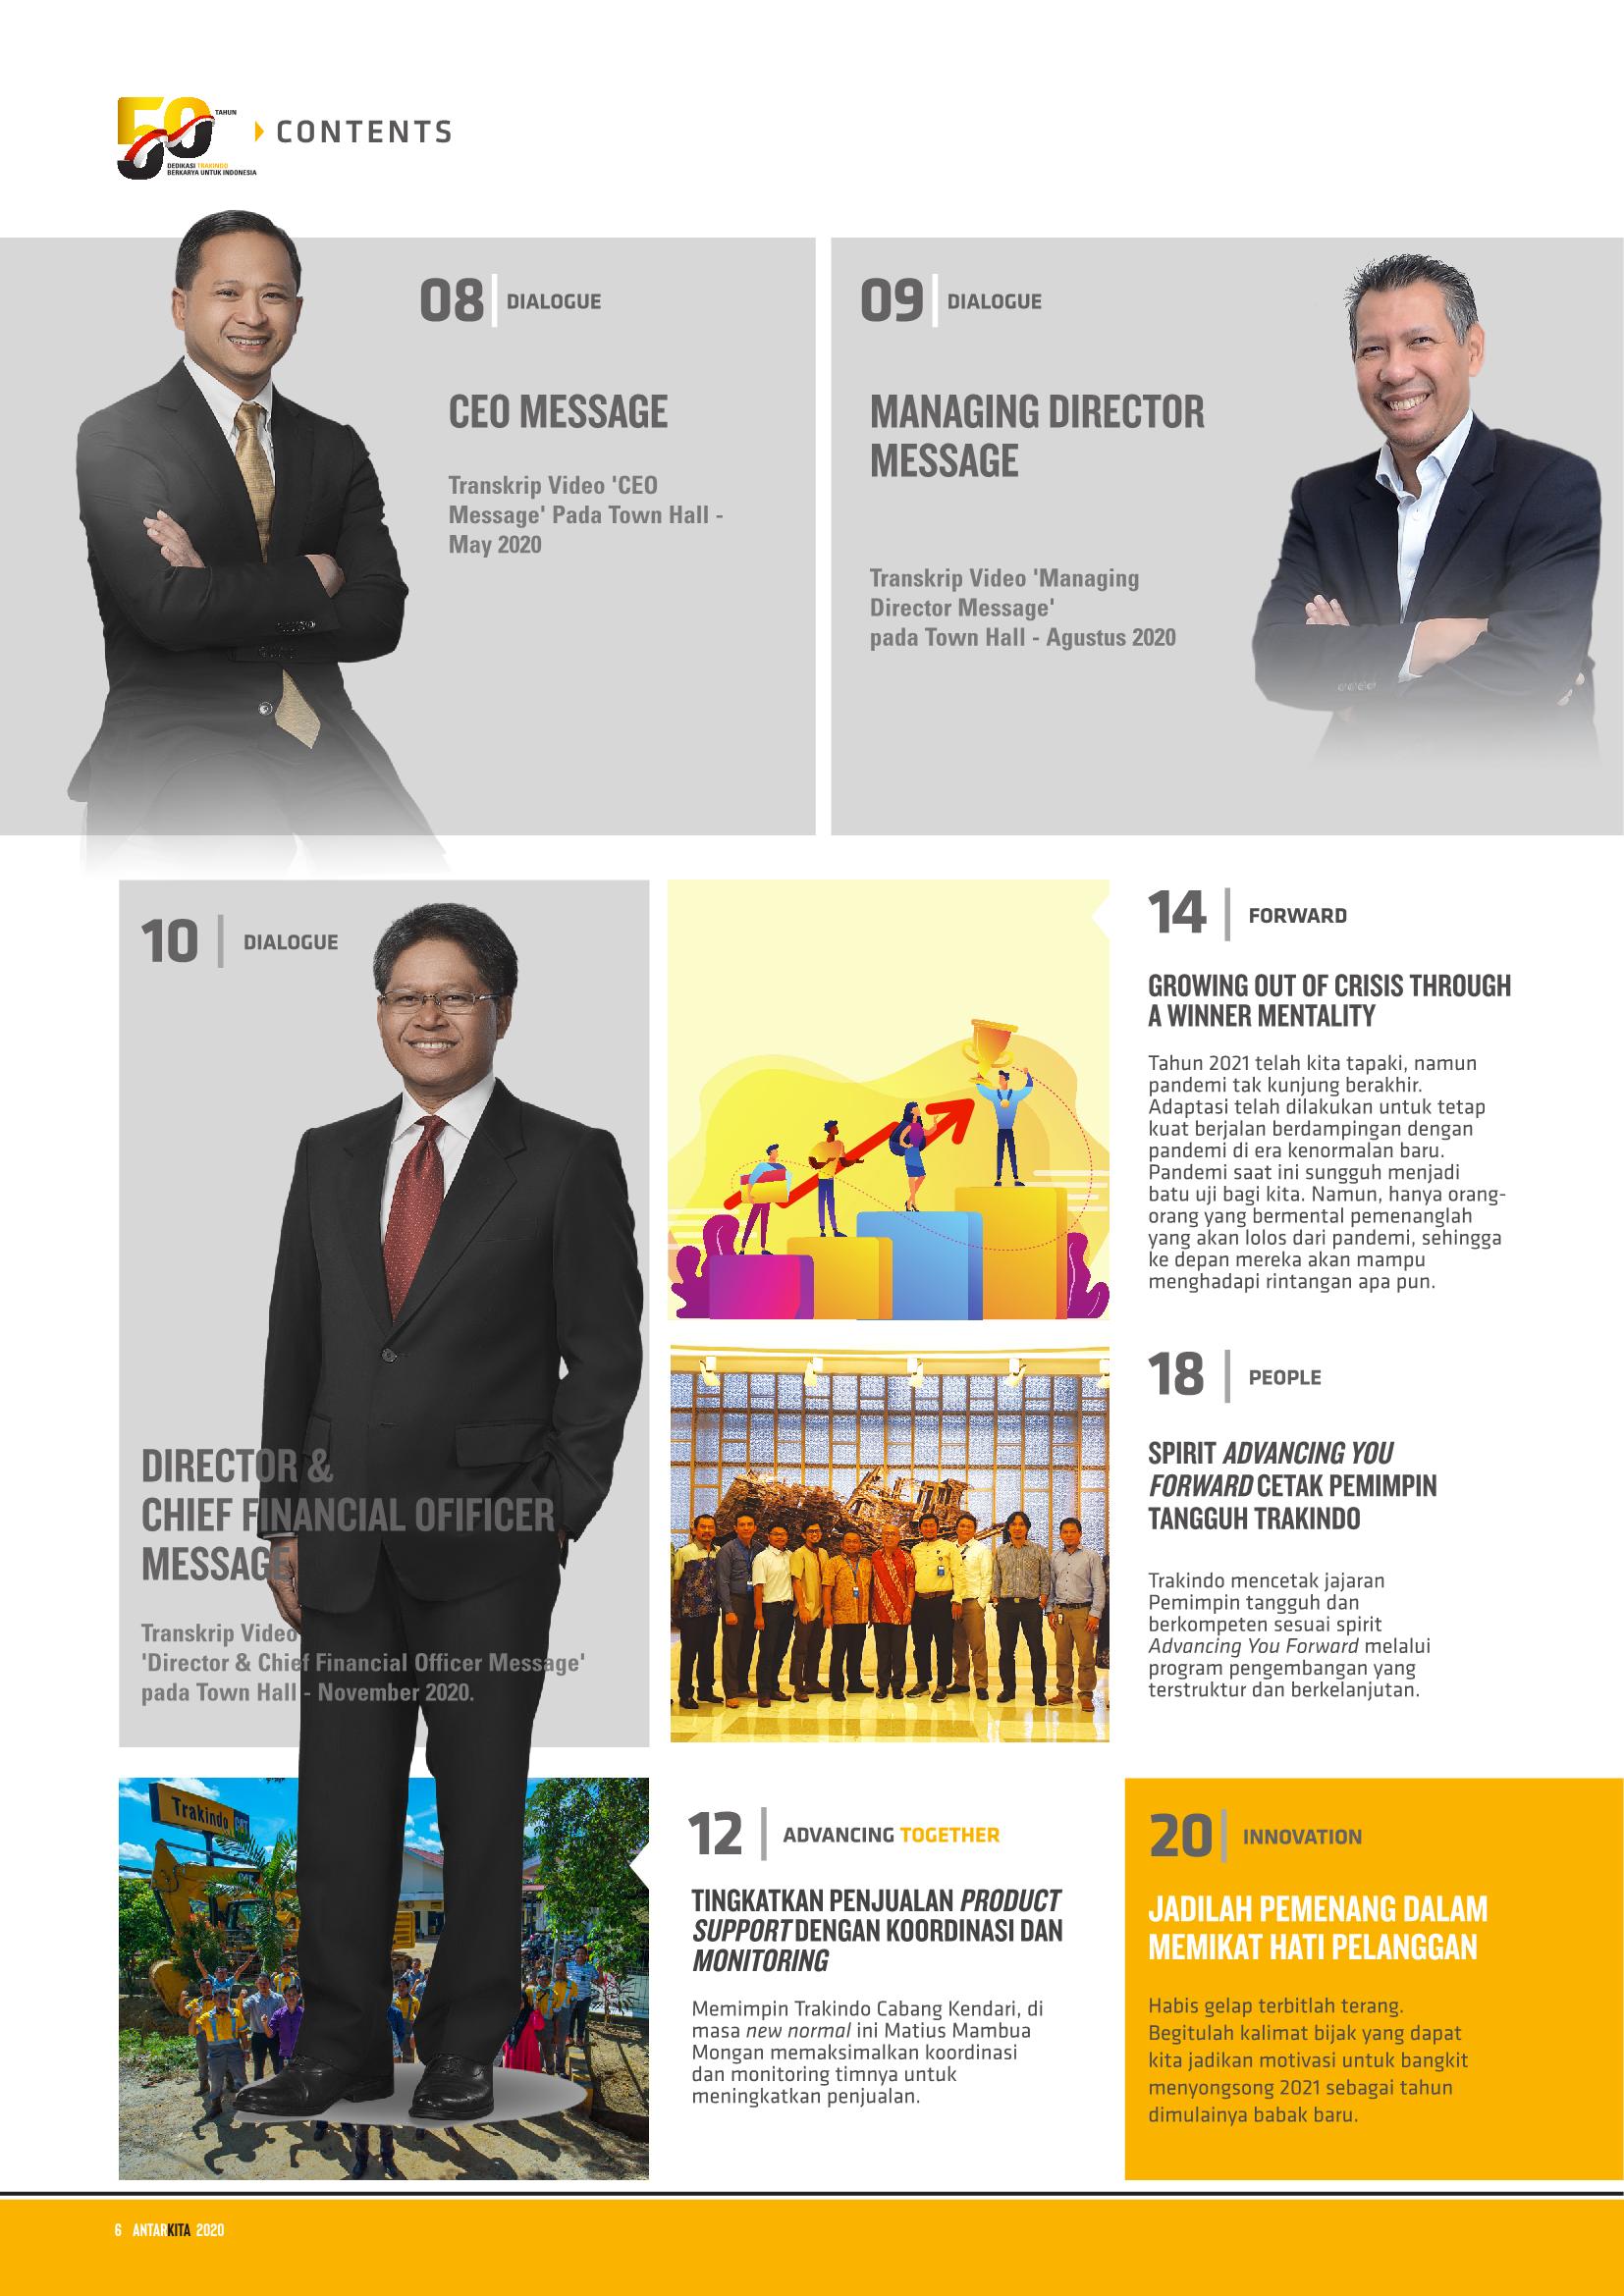 50 TAHUN
DEDIKASI TRAKINDO
BERKARYA UNTUK INDONESIA
CONTENTS
08 DIALOGUE
CEO MESSAGE
Transkrip Video 'CEO
Message' Pada Town Hall -
May 2020
09 DIALOGUE
MANAGING DIRECTOR
MESSAGE
Transkrip Video 'Managing
Director Message'
pada Town Hall - Agustus 2020
10 DIALOGUE
DIRECTOR &
CHIEF FINANCIAL OFIFICER
MESSAGE
Transkrip Video
'Director & Chief Financial Officer Message'
pada Town Hall - November 2020.
14 FORWARD
GROWING OUT OF CRISIS THROUGH
A WINNER MENTALITY
Tahun 2021 telah kita tapaki, namun
pandemi tak kunjung berakhir.
Adaptasi telah dilakukan untuk tetap
kuat berjalan berdampingan dengan
pandemi di era kenormalan baru.
Pandemi saat ini sungguh menjadi
batu uji bagi kita. Namun, hanya orang-
orang yang bermental pemenanglah
yang akan lolos dari pandemi, sehingga
ke depan mereka akan mampu
menghadapi rintangan apa pun.
18 PEOPLE
SPIRIT ADVANCING YOU
FORWARD CETAK PEMIMPIN
TANGGUH TRAKINDO
Trakindo mencetak jajaran
Pemimpin tangguh dan
berkompeten sesuai spirit
Advancing You Forward melalui
program pengembangan yang
terstruktur dan berkelanjutan.
Trakindo CAT
12 ADVANCING TOGETHER
TINGKATKAN PENJUALAN PRODUCT
SUPPORT DENGAN KOORDINASI DAN
MONITORING
Memimpin Trakindo Cabang Kendari, di
masa new normal ini Matius Mambua
Mongan memaksimalkan koordinasi
dan monitoring timnya untuk
meningkatkan penjualan.
20 INNOVATION
JADILAH PEMENANG DALAM
MEMIKAT HATI PELANGGAN
Habis gelap terbitlah terang.
Begitulah kalimat bijak yang dapat
kita jadikan motivasi untuk bangkit
menyongsong 2021 sebagai tahun
dimulainya babak baru.
6 ANTARKITA 2020